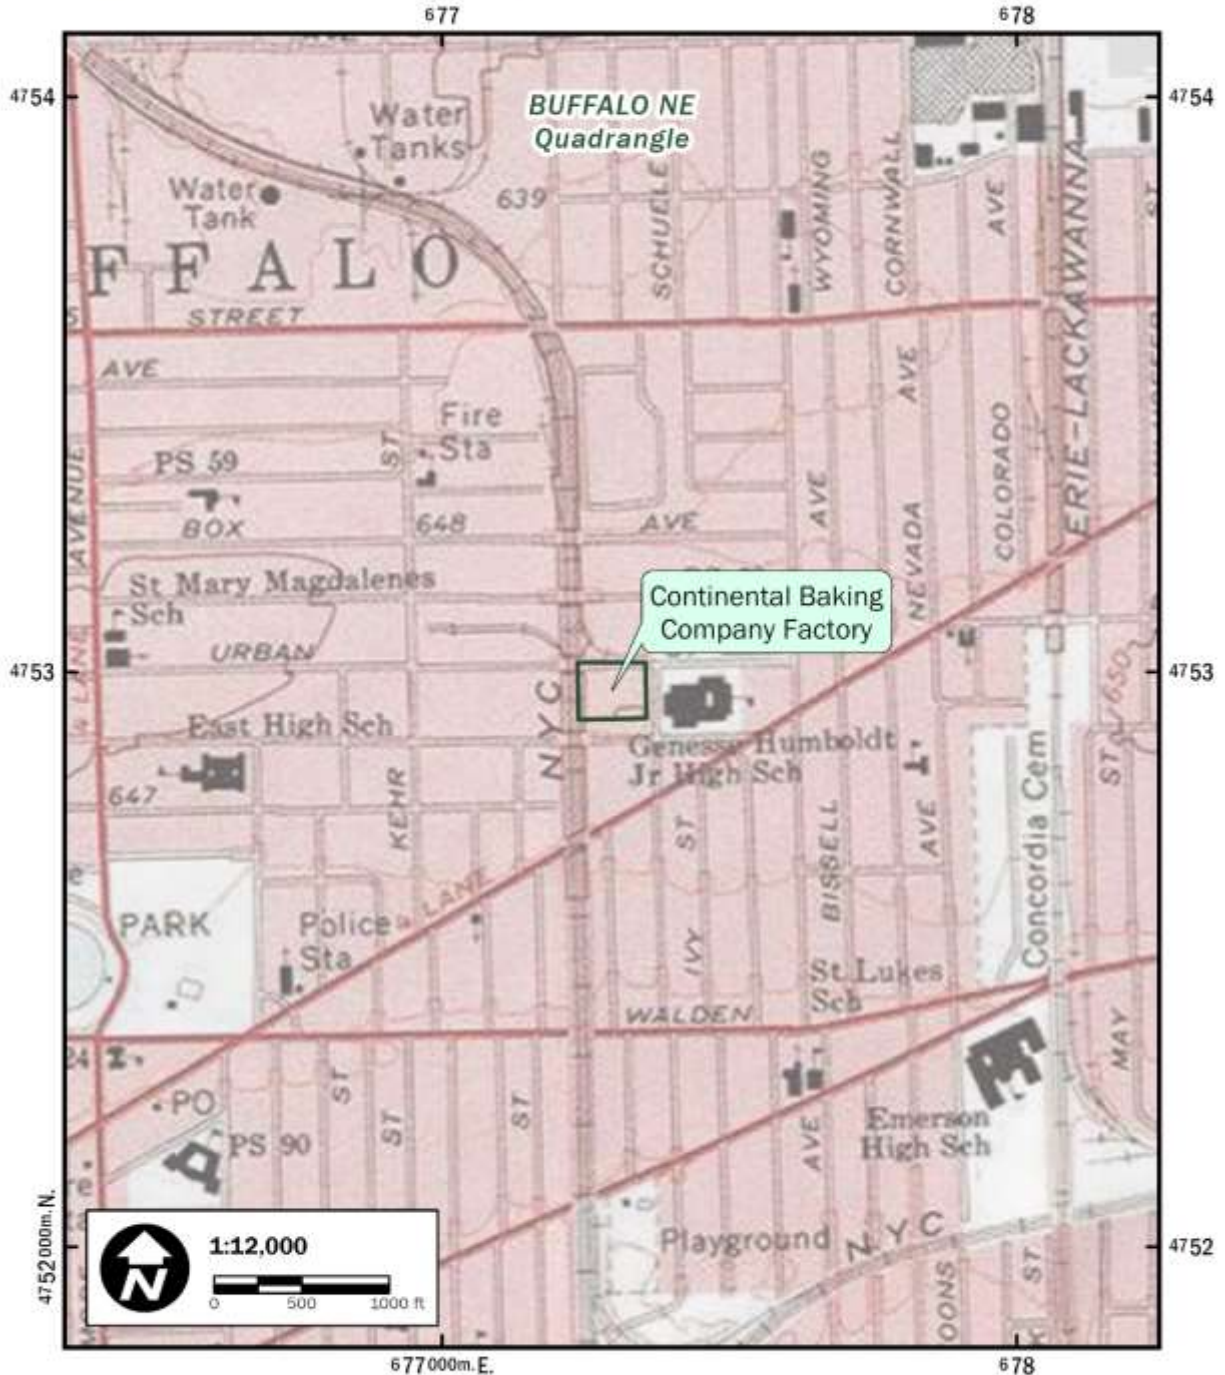 677
678
4754
4754
BUFFALO NE
Quadrangle
Water
Tanks
Water
Tank
639
SCHUELE
WYOMING
CORNWALL
AVE
ST
ERIE-LACKAWANNA
FFALO
STREET
AVE
AVE
Fire
Sta
ST
PS 59
COLORADO
AVENUE
BOX
648
AVE
AVE
NEVADA
St Mary Magdalenes
Sch
Continental Baking
Company Factory
URBAN
4753
4753
LANE
650
NYC
East High Sch
Genesse Humboldt
Jr High Sch
ST
647
KEHR
ST
BISSELL
AVE
Concordia Cem
LANE
PARK
Police
Sta
IVY
St Lukes
Sch
WALDEN
MAY
24
PO
ST
ST
ST
PS 90
AVE
Emerson
High Sch
Playground
NYC
ST
OONS
4752
4752000m.N.
N
1:12,000
0 500 1000 ft
677000m.E.
678